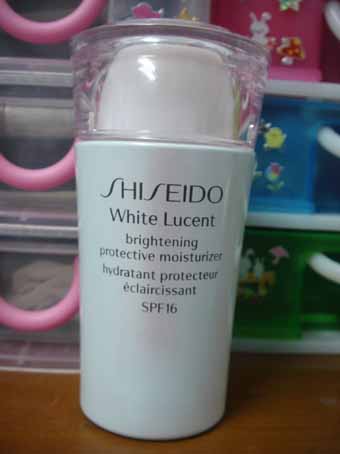 SHISEIDO
White Lucent
brightening
protective moisturizer
hydratant protecteur
éclaircissant
SPF16